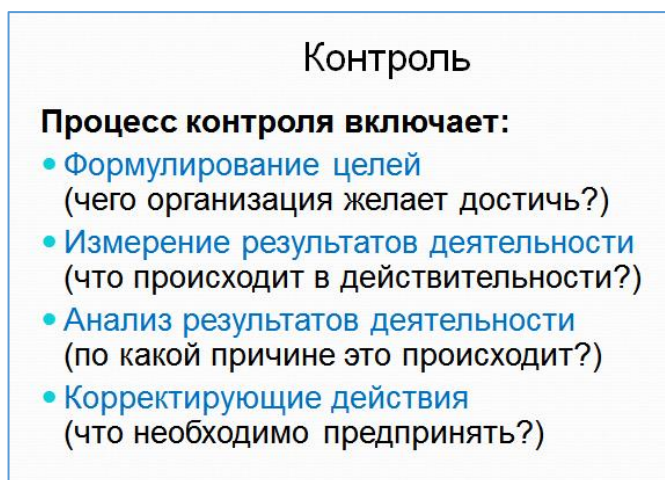 Контроль
Процесс контроля включает:
• Формулирование целей
(чего организация желает достичь?)
• Измерение результатов деятельности
(что происходит в действительности?)
• Анализ результатов деятельности
(по какой причине это происходит?)
• Корректирующие действия
(что необходимо предпринять?)